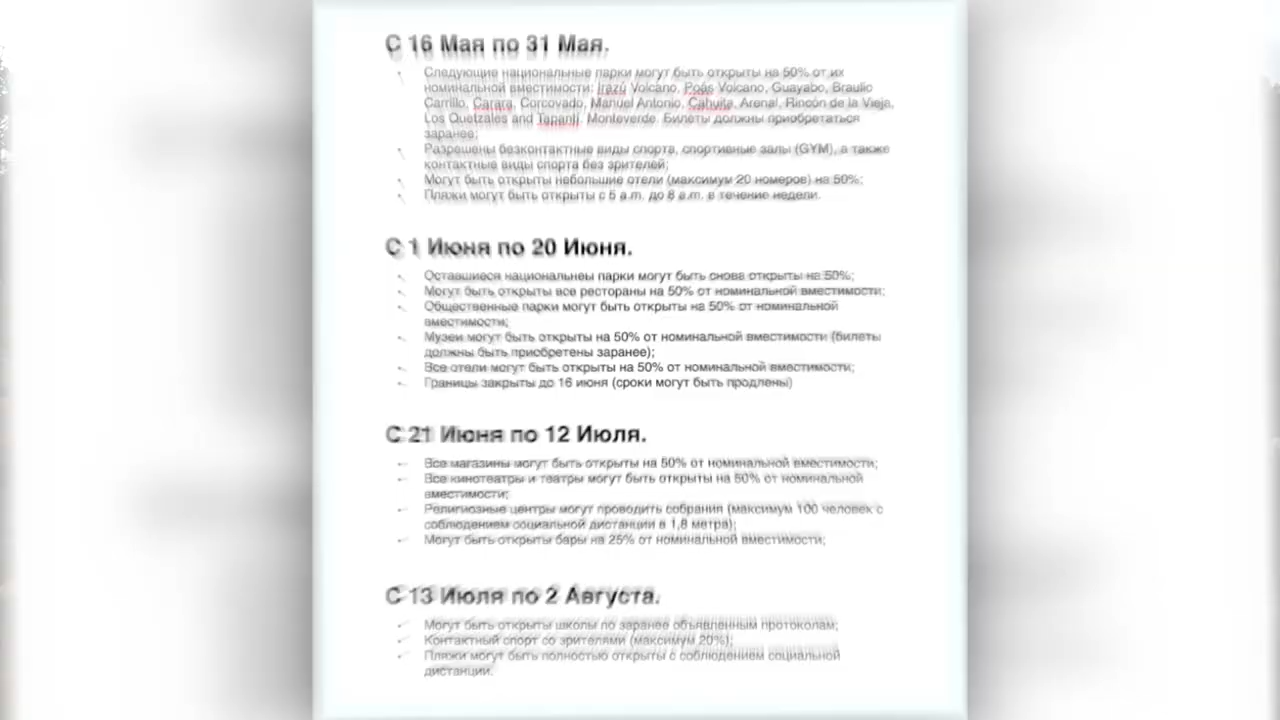 С 16 Мая по 31 Мая.
Следующие национальные парки могут быть открыты на 50% от их
номинальной вместимости: Irazú Volcano, Poás Volcano, Guayabo, Braulio
Carrillo, Carara, Corcovado, Manuel Antonio, Cahuita, Arenal, Rincón de la Vieja,
Los Quetzales and Tapantí, Monteverde. Билеты должны приобретаться
заранее;
Разрешены безконтактные виды спорта, спортивные залы (GYM), а также
контактные виды спорта без зрителей;
Могут быть открыты небольшие отели (максимум 20 номеров) на 50%;
Пляжи могут быть открыты с 5 a.m. до 8 a.m. в течение недели.
С 1 Июня по 20 Июня.
Оставшиеся национальнеы парки могут быть снова открыты на 50%;
Могут быть открыты все рестораны на 50% от номинальной вместимости;
Общественные парки могут быть открыты на 50% от номинальной
вместимости;
Музеи могут быть открыты на 50% от номинальной вместимости (билеты
должны быть приобретены заранее);
Все отели могут быть открыты на 50% от номинальной вместимости;
Границы закрыты до 16 июня (сроки могут быть продлены)
С 21 Июня по 12 Июля.
Все магазины могут быть открыты на 50% от номинальной вместимости;
Все кинотеатры и театры могут быть открыты на 50% от номинальной
вместимости;
Религиозные центры могут проводить собрания (максимум 100 человек с
соблюдением социальной дистанции в 1,8 метра);
Могут быть открыты бары на 25% от номинальной вместимости;
С 13 Июля по 2 Августа.
Могут быть открыты школы по заранее объявленным протоколам;
Контактный спорт со зрителями (максимум 20%);
Пляжи могут быть полностью открыты с соблюдением социальной
дистанции.